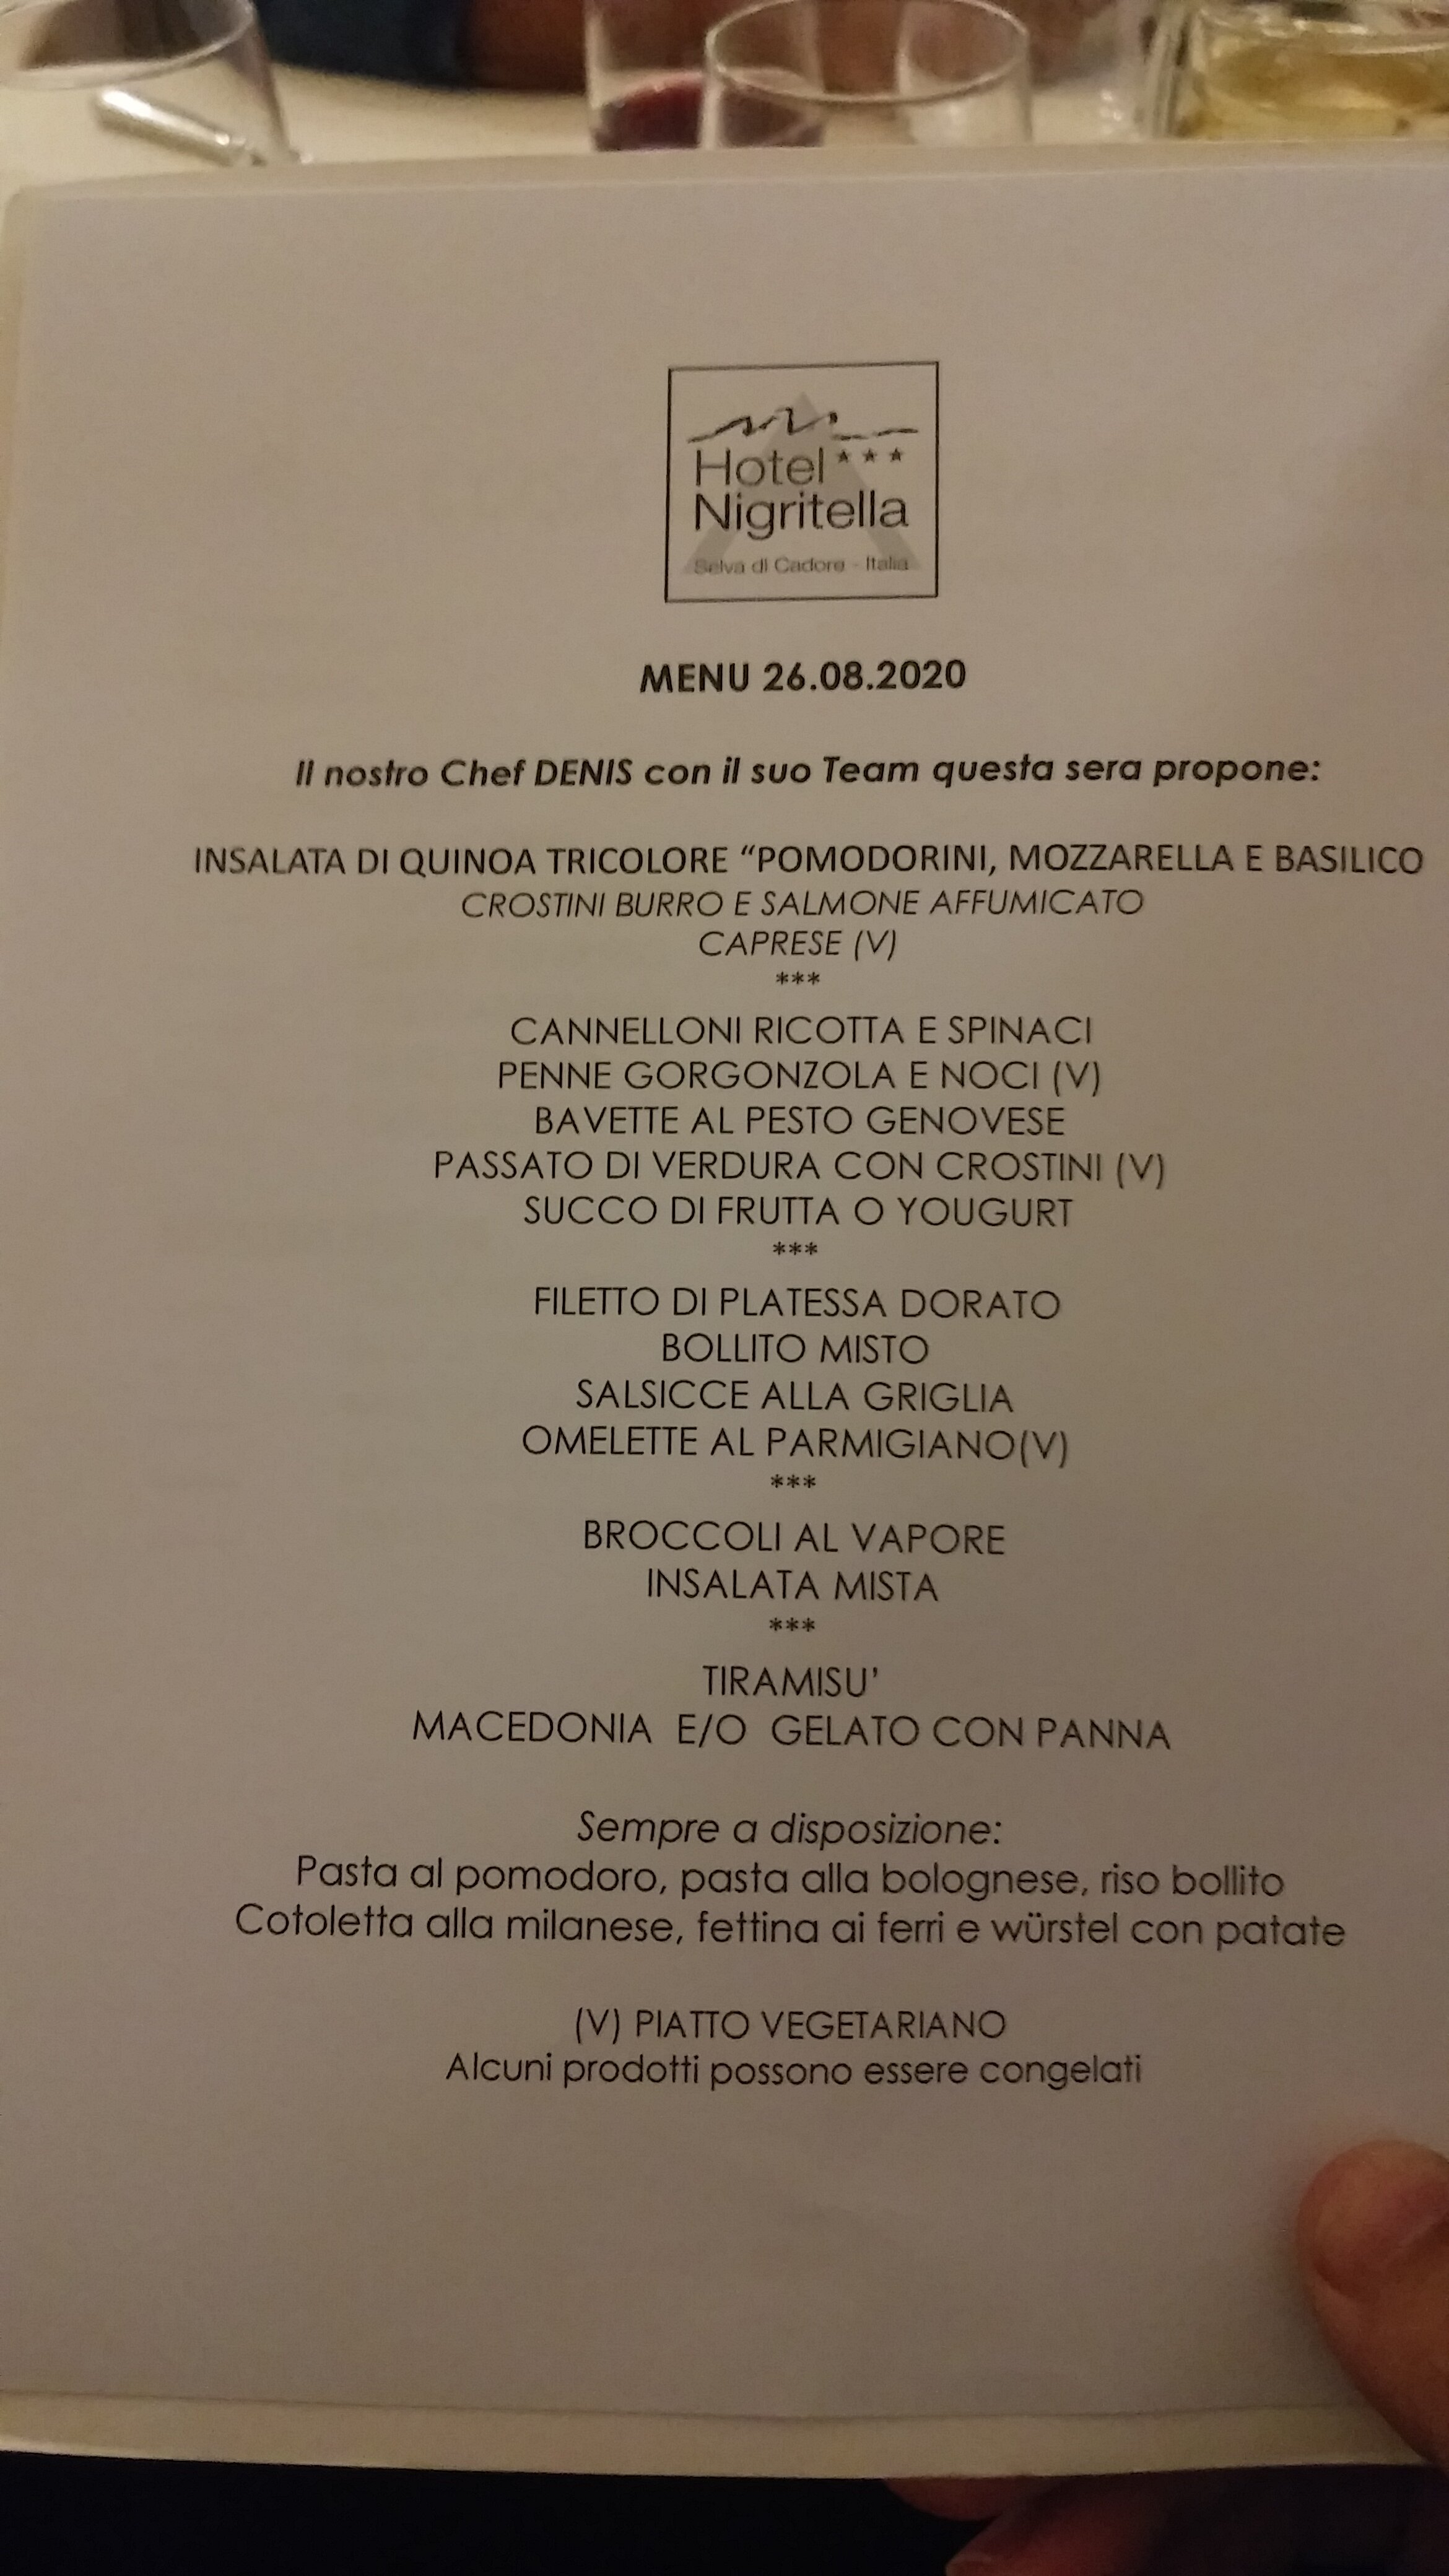 Hotel ***
Nigritella
Selva di Cadore - Italia
MENU 26.08.2020
Il nostro Chef DENIS con il suo Team questa sera propone:
INSALATA DI QUINOA TRICOLORE “POMODORINI, MOZZARELLA E BASILICO
CROSTINI BURRO E SALMONE AFFUMICATO
CAPRESE (V)
***
CANNELLONI RICOTTA E SPINACI
PENNE GORGONZOLA E NOCI (V)
BAVETTE AL PESTO GENOVESE
PASSATO DI VERDURA CON CROSTINI (V)
SUCCO DI FRUTTA O YOUGURT
***
FILETTO DI PLATESSA DORATO
BOLLITO MISTO
SALSICCE ALLA GRIGLIA
OMELETTE AL PARMIGIANO(V)
***
BROCCOLI AL VAPORE
INSALATA MISTA
***
TIRAMISU’
MACEDONIA E/O GELATO CON PANNA
Sempre a disposizione:
Pasta al pomodoro, pasta alla bolognese, riso bollito
Cotoletta alla milanese, fettina ai ferri e würstel con patate
(V) PIATTO VEGETARIANO
Alcuni prodotti possono essere congelati